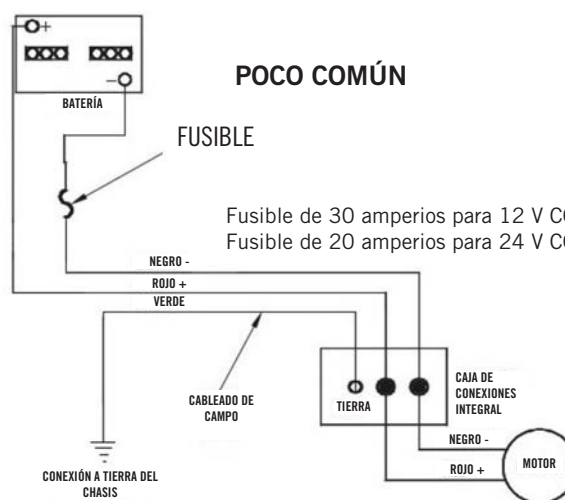 +
BATERÍA
POCO COMÚN
FUSIBLE
Fusible de 30 amperios para 12 V
Fusible de 20 amperios para 24 V
NEGRO -
ROJO +
VERDE
CABLEADO DE
CAMPO
TIERRA
CAJA DE
CONEXIONES
INTEGRAL
NEGRO -
ROJO +
MOTOR
CONEXIÓN A TIERRA DEL
CHASIS